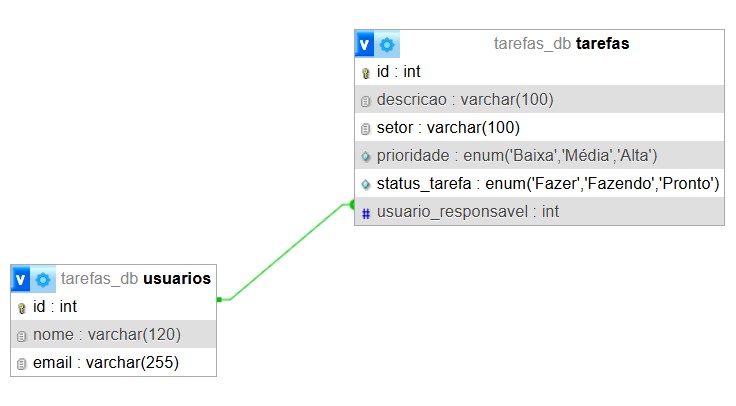 v tarefas_db tarefas
id : int
descricao : varchar(100)
setor : varchar(100)
prioridade : enum('Baixa','Média','Alta')
status_tarefa : enum('Fazer','Fazendo','Pronto')
# usuario_responsavel : int
v tarefas_db usuarios
id : int
nome : varchar(120)
email : varchar(255)